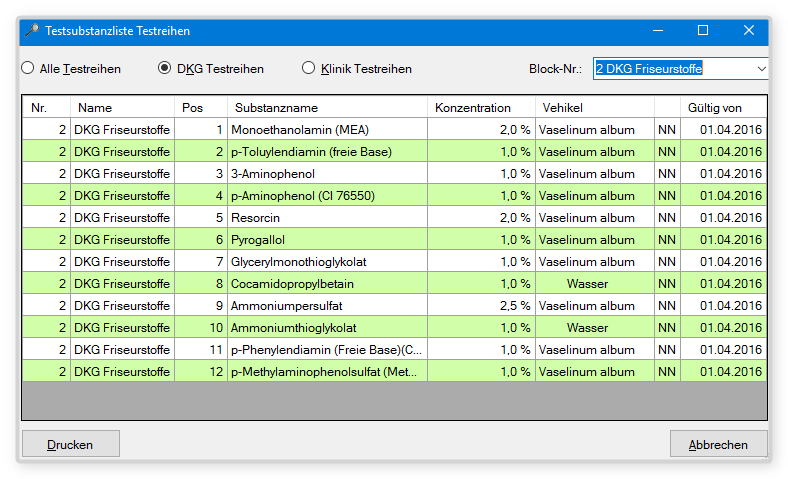 Testsubstanzliste Testreihen
Alle Testreihen DKG Testreihen Klinik Testreihen Block-Nr.: 2 DKG Friseurstoffe
Nr. Name Pos Substanzname Konzentration Vehikel Gültig von
2 DKG Friseurstoffe 1 Monoethanolamin (MEA) 2,0 % Vaselinum album NN 01.04.2016
2 DKG Friseurstoffe 2 p-Toluylendiamin (freie Base) 1,0 % Vaselinum album NN 01.04.2016
2 DKG Friseurstoffe 3 3-Aminophenol 1,0 % Vaselinum album NN 01.04.2016
2 DKG Friseurstoffe 4 p-Aminophenol (CI 76550) 1,0 % Vaselinum album NN 01.04.2016
2 DKG Friseurstoffe 5 Resorcin 2,0 % Vaselinum album NN 01.04.2016
2 DKG Friseurstoffe 6 Pyrogallol 1,0 % Vaselinum album NN 01.04.2016
2 DKG Friseurstoffe 7 Glycerylmonothioglykolat 1,0 % Vaselinum album NN 01.04.2016
2 DKG Friseurstoffe 8 Cocamidopropylbetain 1,0 % Wasser NN 01.04.2016
2 DKG Friseurstoffe 9 Ammoniumpersulfat 2,5 % Vaselinum album NN 01.04.2016
2 DKG Friseurstoffe 10 Ammoniumthioglykolat 1,0 % Wasser NN 01.04.2016
2 DKG Friseurstoffe 11 p-Phenylendiamin (Freie Base)(C... 1,0 % Vaselinum album NN 01.04.2016
2 DKG Friseurstoffe 12 p-Methylaminophenolsulfat (Met... 1,0 % Vaselinum album NN 01.04.2016
Drucken Abbrechen